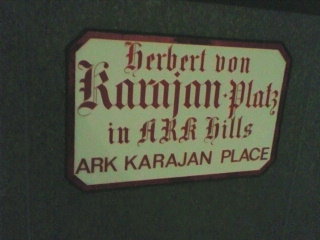 Herbert von
Karajan-Platz
in ARK Hills
ARK KARAJAN PLACE